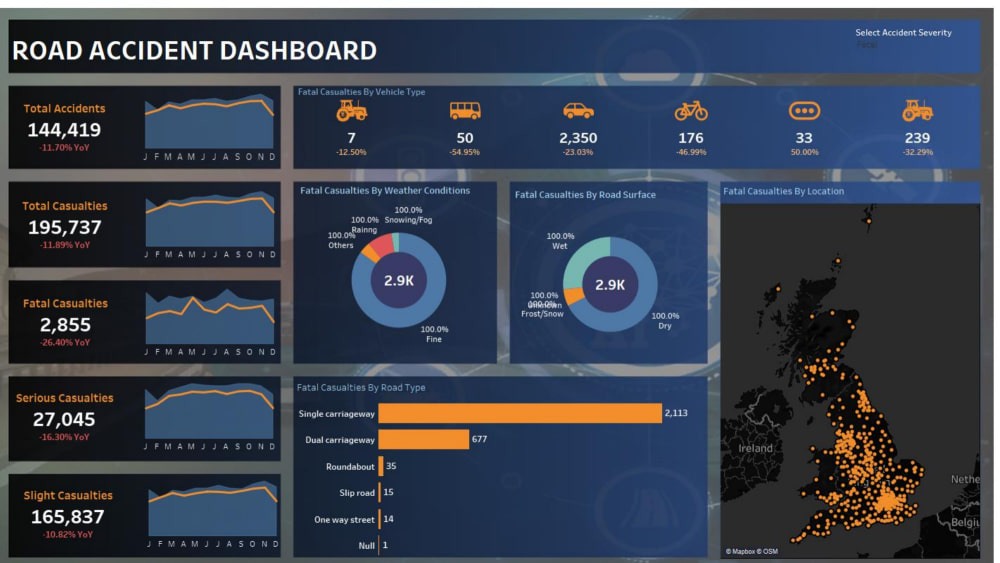 ROAD ACCIDENT DASHBOARD
Select Accident Severity
Fatal
Total Accidents
144,419
-11.70% YoY
J F M A M J J A S O N D
Total Casualties
195,737
-11.89% YoY
J F M A M J J A S O N D
Fatal Casualties
2,855
-26.40% YoY
J F M A M J J A S O N D
Serious Casualties
27,045
-16.30% YoY
J F M A M J J A S O N D
Slight Casualties
165,837
-10.82% YoY
J F M A M J J A S O N D
Fatal Casualties By Vehicle Type
7 50 2,350 176 33 239
-12.50% -54.95% -23.03% -46.99% 50.00% -32.29%
Fatal Casualties By Weather Conditions
100.0%
Snowing/Fog
100.0%
Rainng
100.0%
Others
2.9K
100.0%
Fine
Fatal Casualties By Road Surface
100.0%
Wet
100.0%
Unknown
100.0%
Frost/Snow
2.9K
100.0%
Dry
Fatal Casualties By Road Type
Single carriageway 2,113
Dual carriageway 677
Roundabout 35
Slip road 15
One way street 14
Null 1
Fatal Casualties By Location
Ireland
Nethe
Belgiu
© Mapbox © OSM